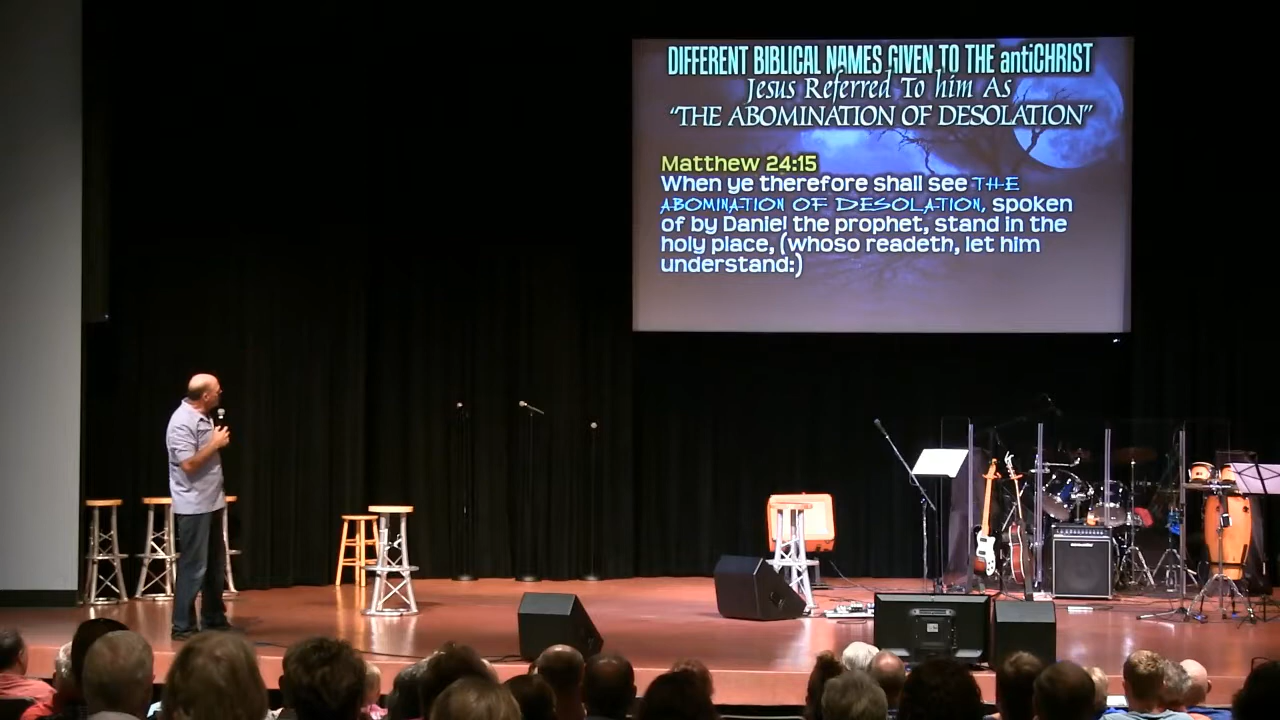 DIFFERENT BIBLICAL NAMES GIVEN TO THE antiCHRIST
Jesus Referred To him As
"THE ABOMINATION OF DESOLATION"
Matthew 24:15
When ye therefore shall see THE
ABOMINATION OF DESOLATION, spoken
of by Daniel the prophet, stand in the
holy place, (whoso readeth, let him
understand:)